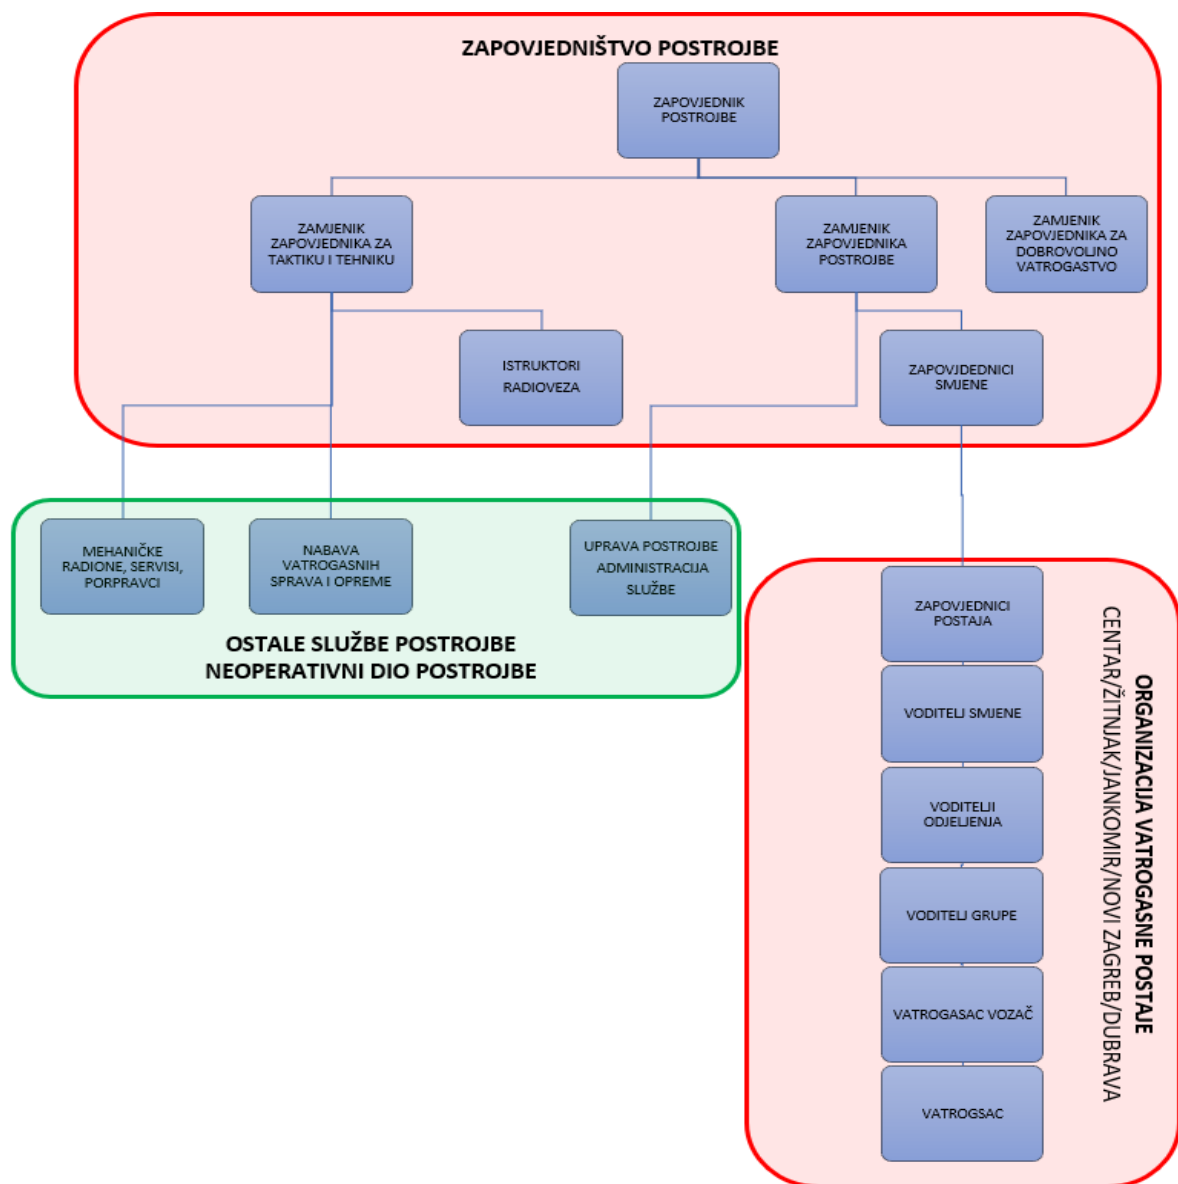 ZAPOVJEDNIŠTVO POSTROJBE
ZAPOVJEDNIK
POSTROJBE
ZAMJENIK
ZAPOVJEDNIKA ZA
TAKTIKU I TEHNIKU
ZAMJENIK
ZAPOVJEDNIKA
POSTROJBE
ZAMJENIK
ZAPOVJEDNIKA ZA
DOBROVOLJNO
VATROGASTVO
ISTRUKTORI
RADIOVEZA
ZAPOVJDEDNICI
SMJENE
MEHANIČKE
RADIONE, SERVISI,
PORPRAVCI
NABAVA
VATROGASNIH
SPRAVA I OPREME
UPRAVA POSTROJBE
ADMINISTRACIJA
SLUŽBE
OSTALE SLUŽBE POSTROJBE
NEOPERATIVNI DIO POSTROJBE
ZAPOVJEDNICI
POSTAJA
VODITELJ SMJENE
VODITELJI
ODJELJENJA
VODITELJ GRUPE
VATROGASAC VOZAČ
VATROGSAC
ORGANIZACIJA VATROGASNE POSTAJE
CENTAR/ŽITNJAK/JANKOMIR/NOVI ZAGREB/DUBRAVA